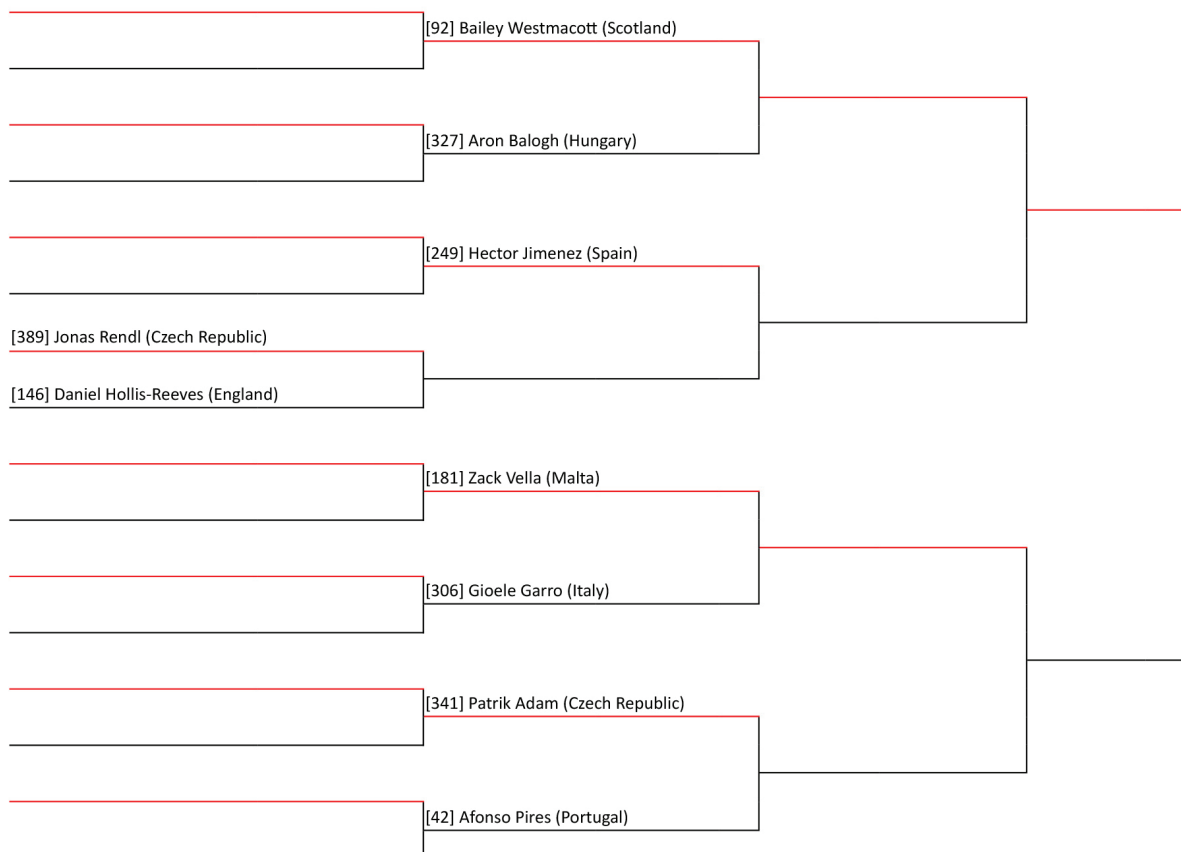 [92] Bailey Westmacott (Scotland)
[327] Aron Balogh (Hungary)
[249] Hector Jimenez (Spain)
[389] Jonas Rendl (Czech Republic)
[146] Daniel Hollis-Reeves (England)
[181] Zack Vella (Malta)
[306] Gioele Garro (Italy)
[341] Patrik Adam (Czech Republic)
[42] Afonso Pires (Portugal)